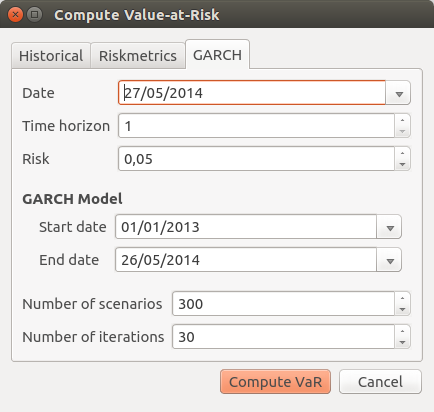 Compute Value-at-Risk
Historical Riskmetrics GARCH
Date 27/05/2014
Time horizon 1
Risk 0,05
GARCH Model
Start date 01/01/2013
End date 26/05/2014
Number of scenarios 300
Number of iterations 30
Compute VaR Cancel